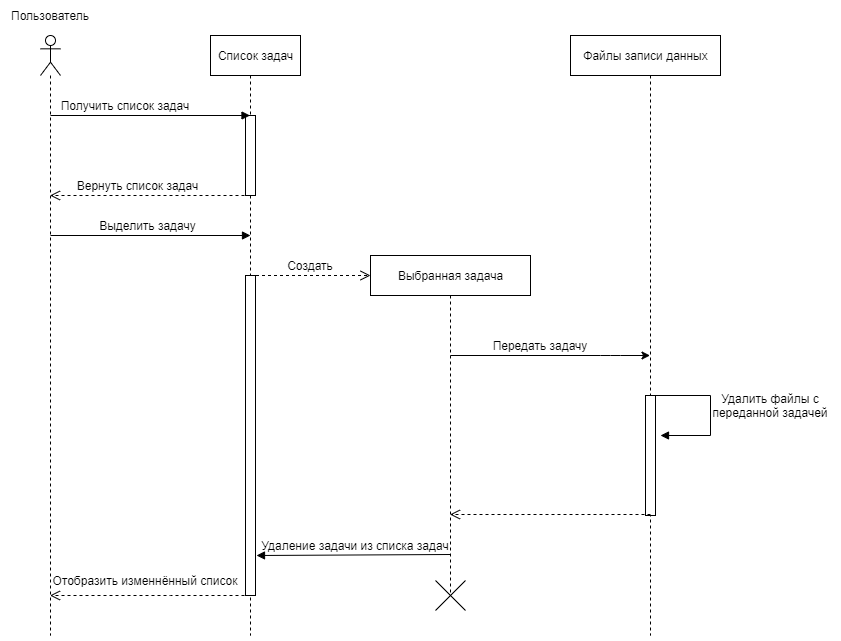 Пользователь
Список задач
Файлы записи данных
Получить список задач
Вернуть список задач
Выделить задачу
Создать
Выбранная задача
Передать задачу
Удалить файлы с
переданной задачей
Удаление задачи из списка задач
Отобразить изменнённый список